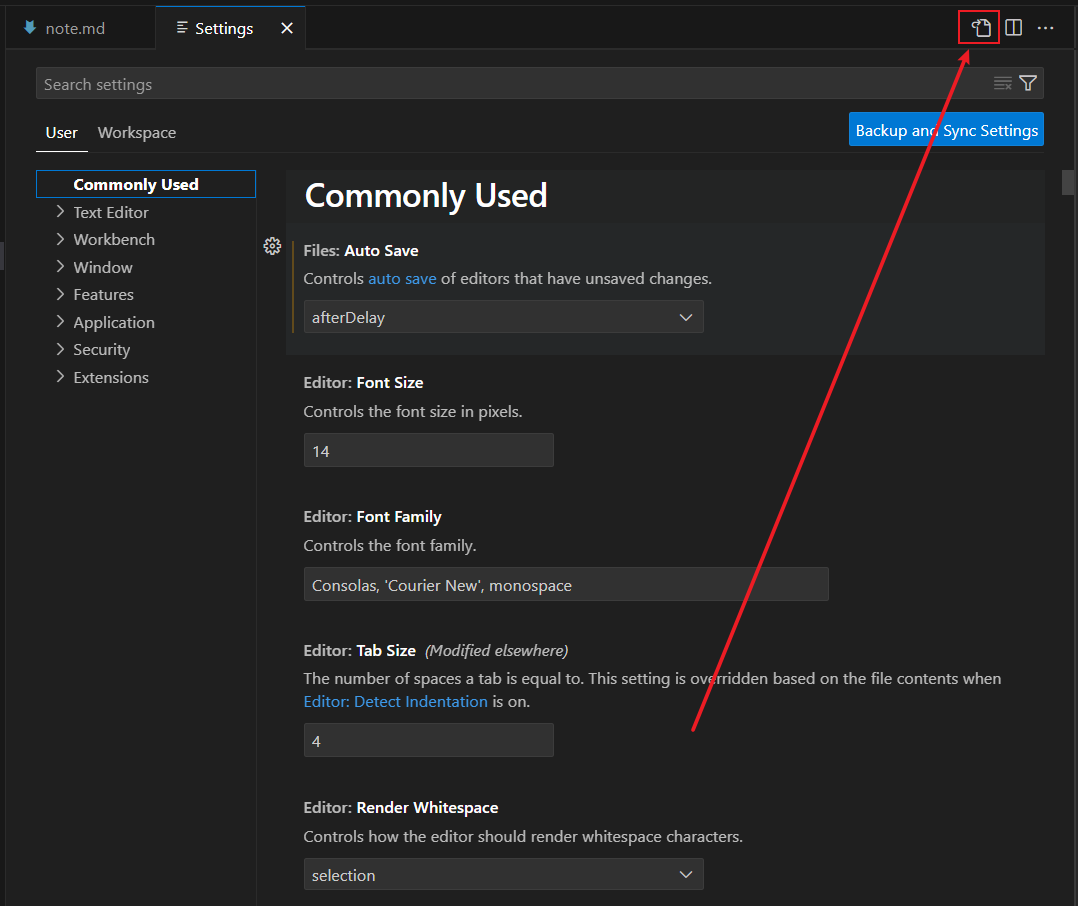 note.md
Settings
Search settings
User Workspace
Backup and Sync Settings
Commonly Used
Text Editor
Workbench
Window
Features
Application
Security
Extensions
Commonly Used
Files: Auto Save
Controls auto save of editors that have unsaved changes.
afterDelay
Editor: Font Size
Controls the font size in pixels.
14
Editor: Font Family
Controls the font family.
Consolas, 'Courier New', monospace
Editor: Tab Size (Modified elsewhere)
The number of spaces a tab is equal to. This setting is overridden based on the file contents when
Editor: Detect Indentation is on.
4
Editor: Render Whitespace
Controls how the editor should render whitespace characters.
selection